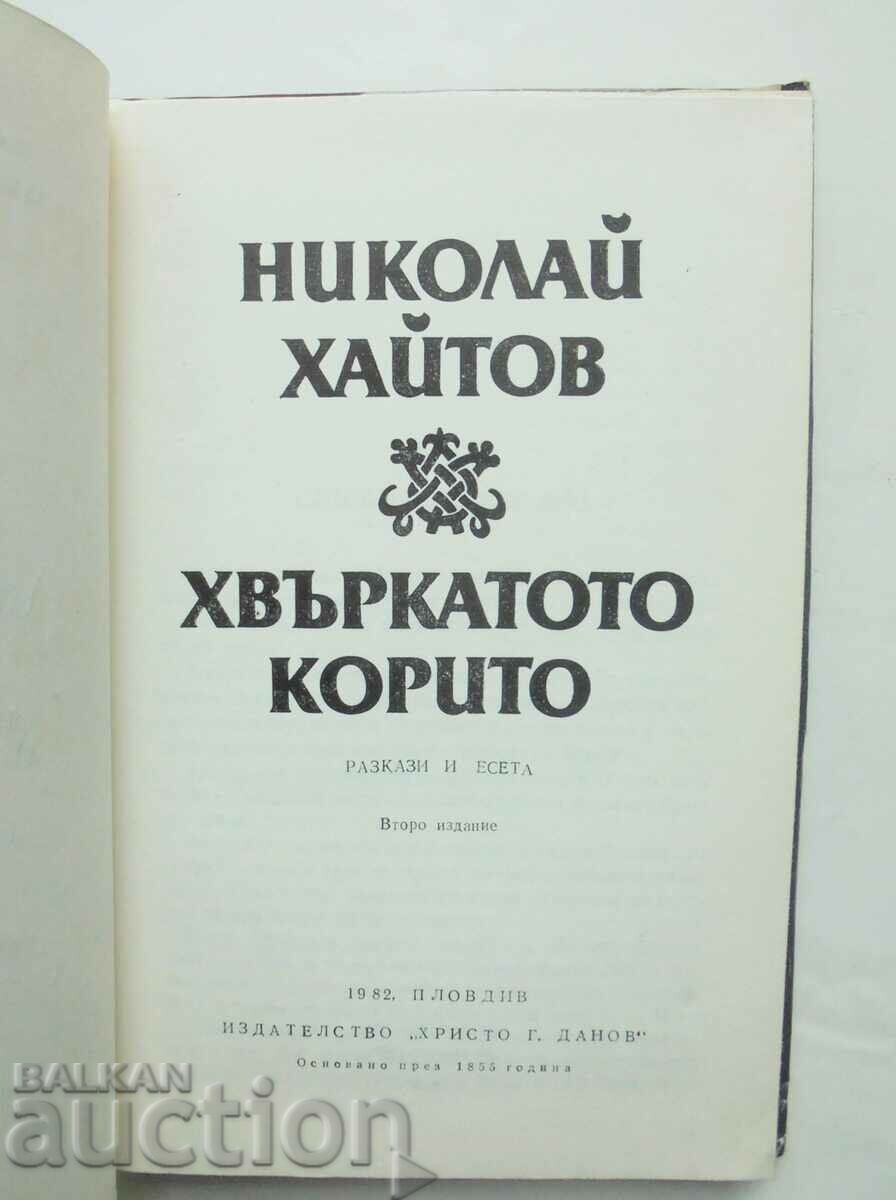 НИКОЛАЙ
ХАЙТОВ
ХВЪРКАТОТО
КОРИТО
РАЗКАЗИ И ЕСЕТА
Второ издание
1982, ПЛОВДИВ
ИЗДАТЕЛСТВО „ХРИСТО Г. ДАНОВ“
Основано през 1855 година
BALKAN
auction